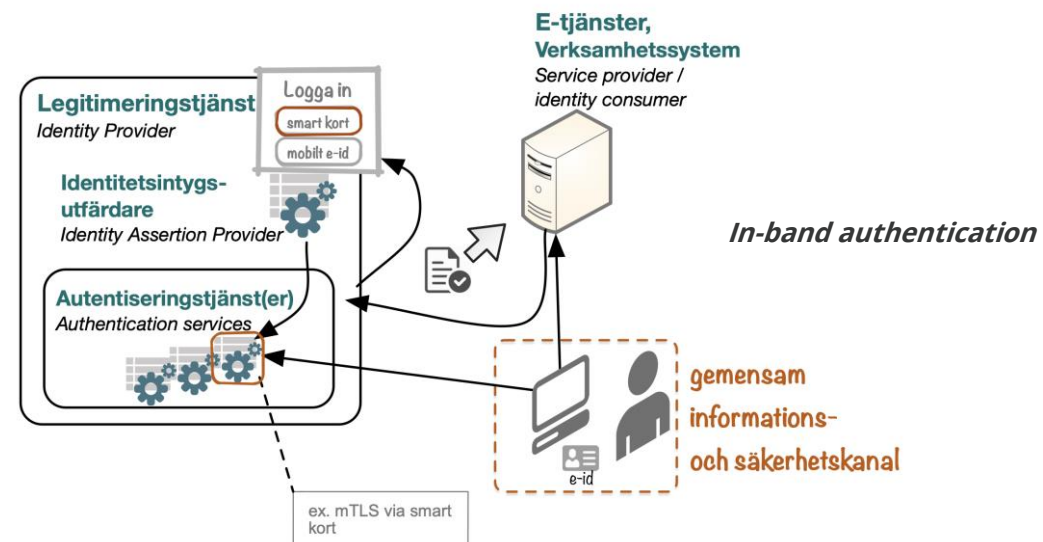 E-tjänster,
Verksamhetssystem
Service provider /
identity consumer
Legitimeringstjänst
Identity Provider
Logga in
smart kort
mobilt e-id
Identitetsintygs-
utfärdare
Identity Assertion Provider
In-band authentication
Autentiseringstjänst(er)
Authentication services
gemensam
informations-
och säkerhetskanal
e-id
ex. mTLS via smart
kort